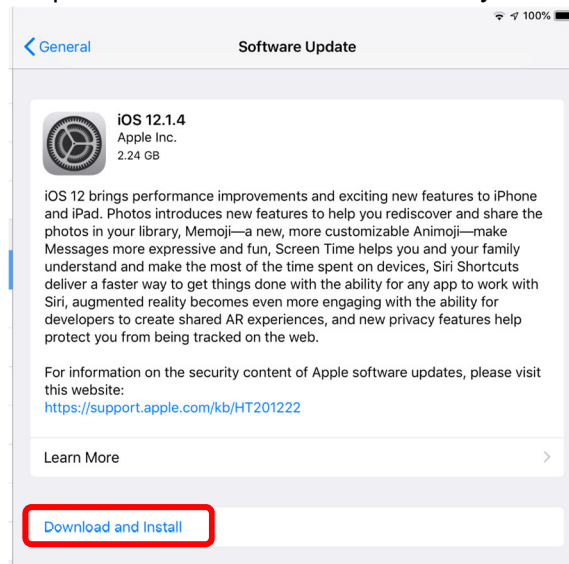 100%
General
Software Update
iOS 12.1.4
Apple Inc.
2.24 GB
iOS 12 brings performance improvements and exciting new features to iPhone
and iPad. Photos introduces new features to help you rediscover and share the
photos in your library, Memoji—a new, more customizable Animoji—make
Messages more expressive and fun, Screen Time helps you and your family
understand and make the most of the time spent on devices, Siri Shortcuts
deliver a faster way to get things done with the ability for any app to work with
Siri, augmented reality becomes even more engaging with the ability for
developers to create shared AR experiences, and new privacy features help
protect you from being tracked on the web.
For information on the security content of Apple software updates, please visit
this website:
https://support.apple.com/kb/HT201222
Learn More
Download and Install